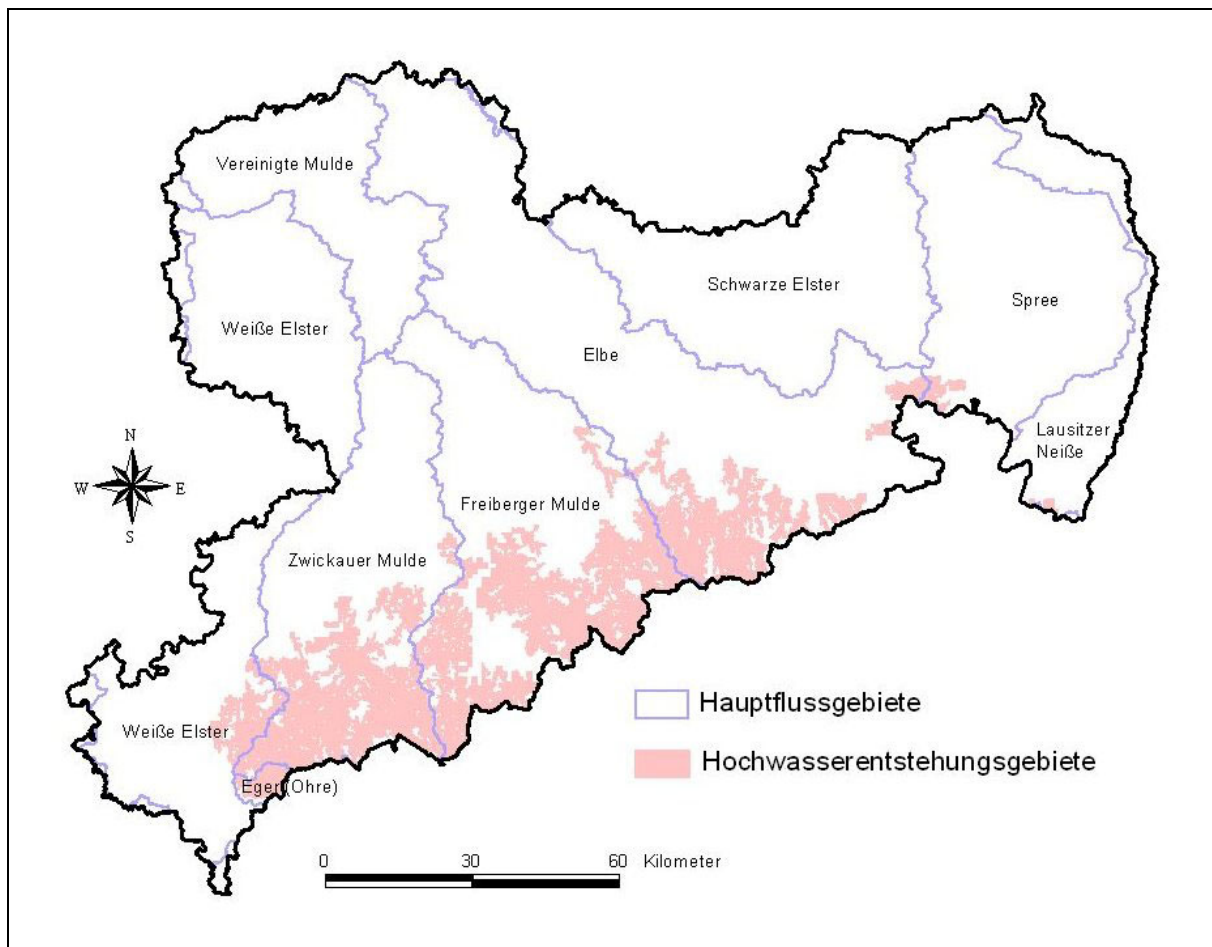 Vereinigte Mulde
Weiße Elster
Schwarze Elster
Spree
Elbe
Lausitzer
Neiße
N
W E
S
Freiberger Mulde
Zwickauer Mulde
Weiße Elster
Eger (Ohre)
Hauptflussgebiete
Hochwasserentstehungsgebiete
0 30 60 Kilometer